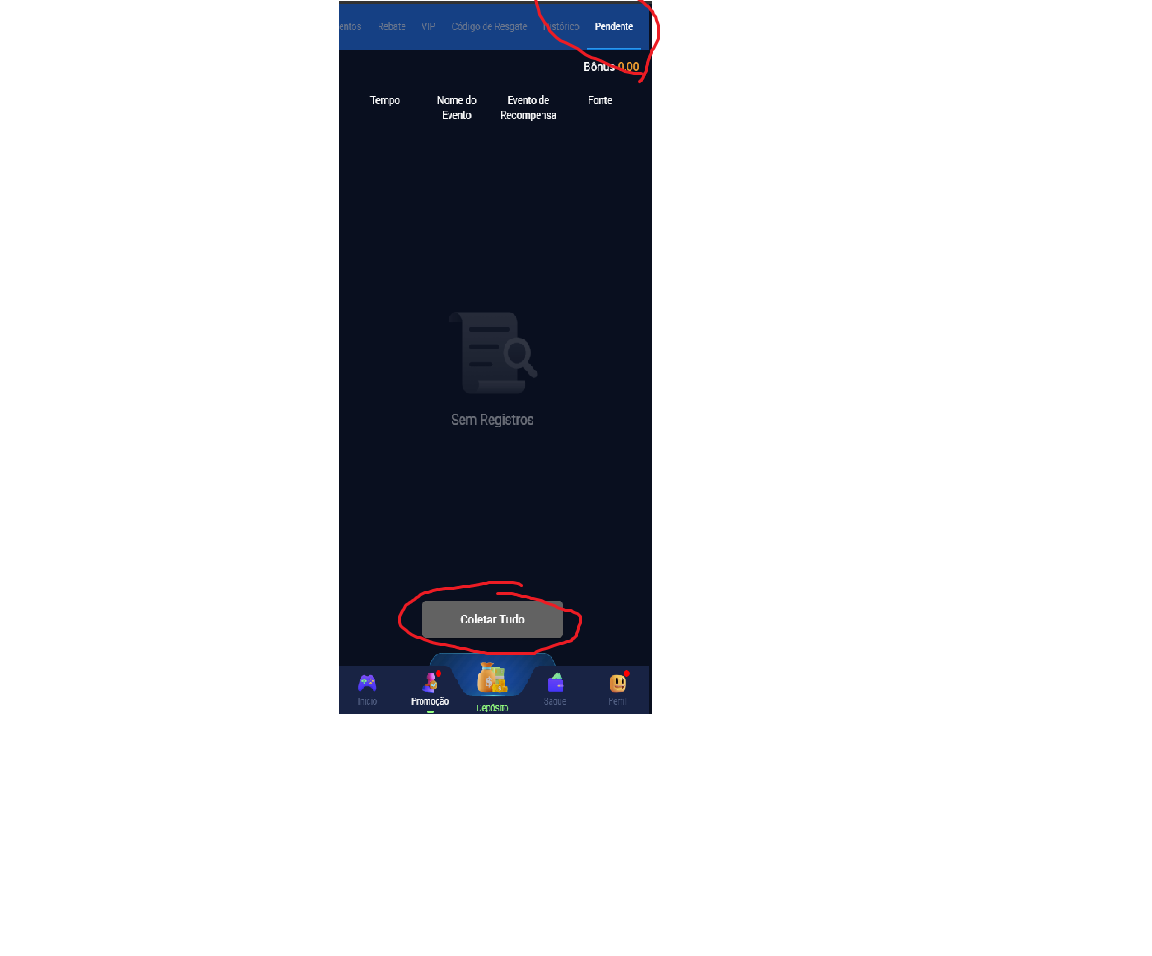 entos Rebate VIP Código de Resgate Histórico Pendente
Bônus 0.00
Tempo Nome do Evento Evento de Recompensa Fonte
Sem Registros
Coletar Tudo
Início Promoção Depósito Saque Perfil